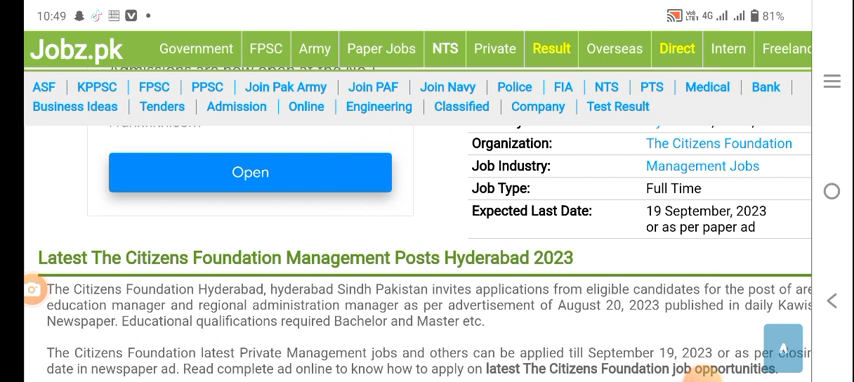 10:49 4G 81%
Jobz.pk Government FPSC Army Paper Jobs NTS Private Result Overseas Direct Intern Freelanc
ASF | KPPSC | FPSC | PPSC | Join Pak Army | Join PAF | Join Navy | Police | FIA | NTS | PTS | Medical | Bank |
Business Ideas | Tenders | Admission | Online | Engineering | Classified | Company | Test Result
Organization: The Citizens Foundation
Open
Job Industry: Management Jobs
Job Type: Full Time
Expected Last Date: 19 September, 2023
or as per paper ad
Latest The Citizens Foundation Management Posts Hyderabad 2023
The Citizens Foundation Hyderabad, hyderabad Sindh Pakistan invites applications from eligible candidates for the post of are
education manager and regional administration manager as per advertisement of August 20, 2023 published in daily Kawis
Newspaper. Educational qualifications required Bachelor and Master etc.
The Citizens Foundation latest Private Management jobs and others can be applied till September 19, 2023 or as per closin
date in newspaper ad. Read complete ad online to know how to apply on latest The Citizens Foundation job opportunities.